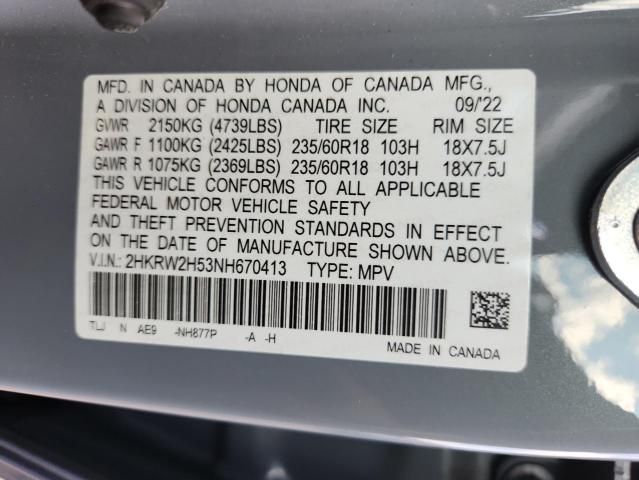 MFD. IN CANADA BY HONDA OF CANADA MFG.,
A DIVISION OF HONDA CANADA INC. 09/22
GVWR 2150KG (4739LBS) TIRE SIZE RIM SIZE
GAWR F 1100KG (2425LBS) 235/60R18 103H 18X7.5J
GAWR R 1075KG (2369LBS) 235/60R18 103H 18X7.5J
THIS VEHICLE CONFORMS TO ALL APPLICABLE
FEDERAL MOTOR VEHICLE SAFETY
AND THEFT PREVENTION STANDARDS IN EFFECT
ON THE DATE OF MANUFACTURE SHOWN ABOVE.
V.I.N.: 2HKRW2H53NH670413 TYPE: MPV
TLJ N AE9 -NH877P -A -H
MADE IN CANADA